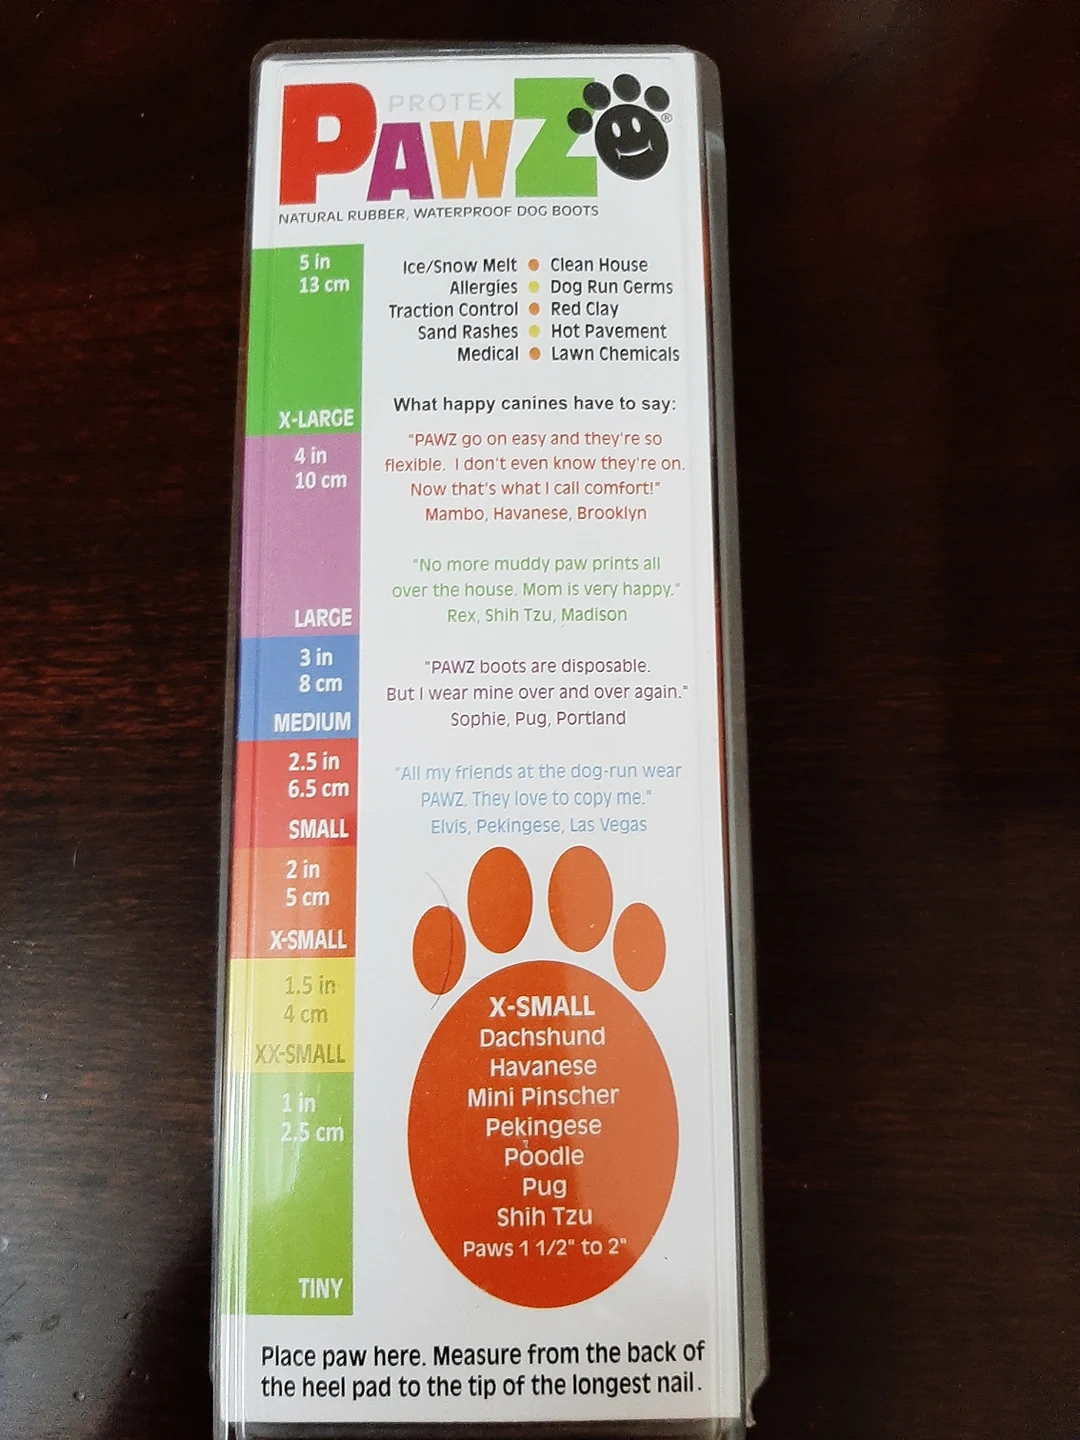 PROTEX
PAWZ ®
NATURAL RUBBER, WATERPROOF DOG BOOTS
5 in
13 cm
X-LARGE
4 in
10 cm
LARGE
3 in
8 cm
MEDIUM
2.5 in
6.5 cm
SMALL
2 in
5 cm
X-SMALL
1.5 in
4 cm
XX-SMALL
1 in
2.5 cm
TINY
Ice/Snow Melt Clean House
Allergies Dog Run Germs
Traction Control Red Clay
Sand Rashes Hot Pavement
Medical Lawn Chemicals
What happy canines have to say:
"PAWZ go on easy and they're so
flexible. I don't even know they're on.
Now that's what I call comfort!"
Mambo, Havanese, Brooklyn
"No more muddy paw prints all
over the house. Mom is very happy."
Rex, Shih Tzu, Madison
"PAWZ boots are disposable.
But I wear mine over and over again."
Sophie, Pug, Portland
"All my friends at the dog-run wear
PAWZ. They love to copy me."
Elvis, Pekingese, Las Vegas
X-SMALL
Dachshund
Havanese
Mini Pinscher
Pekingese
Poodle
Pug
Shih Tzu
Paws 1 1/2" to 2"
Place paw here. Measure from the back of
the heel pad to the tip of the longest nail.